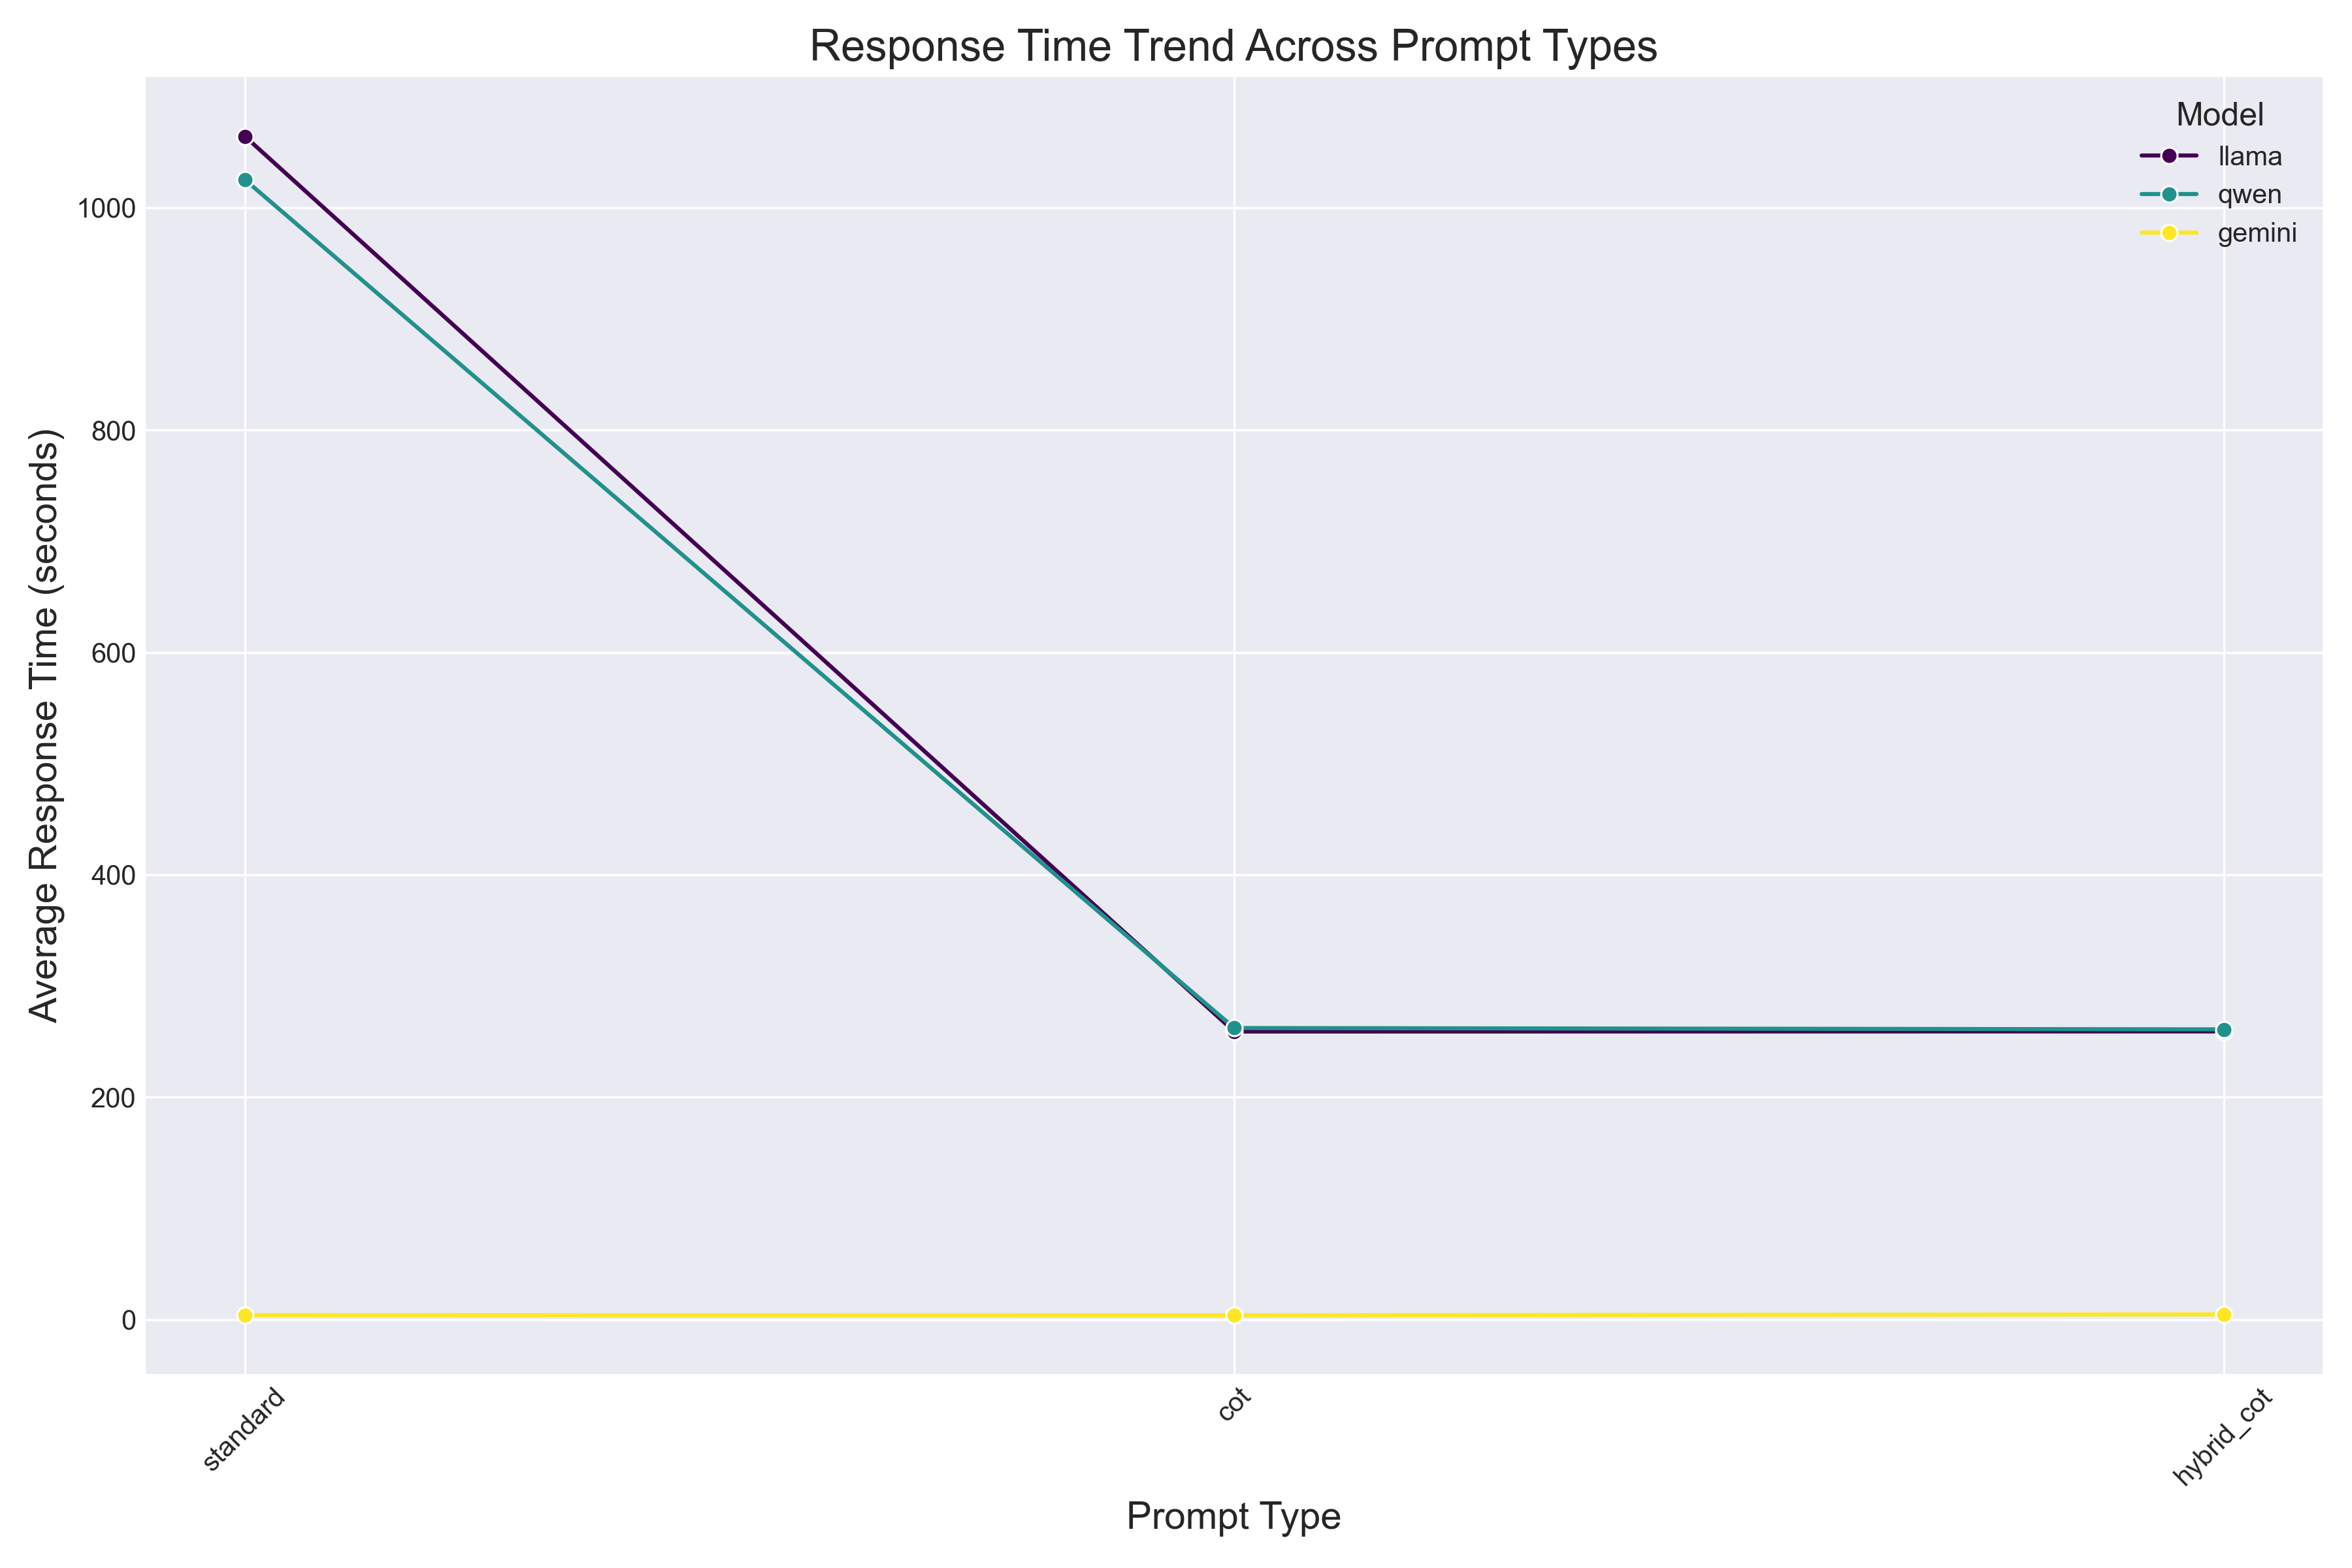 Response Time Trend Across Prompt Types
Model
llama
qwen
gemini
Average Response Time (seconds)
1000
800
600
400
200
0
standard
cot
hybrid_cot
Prompt Type